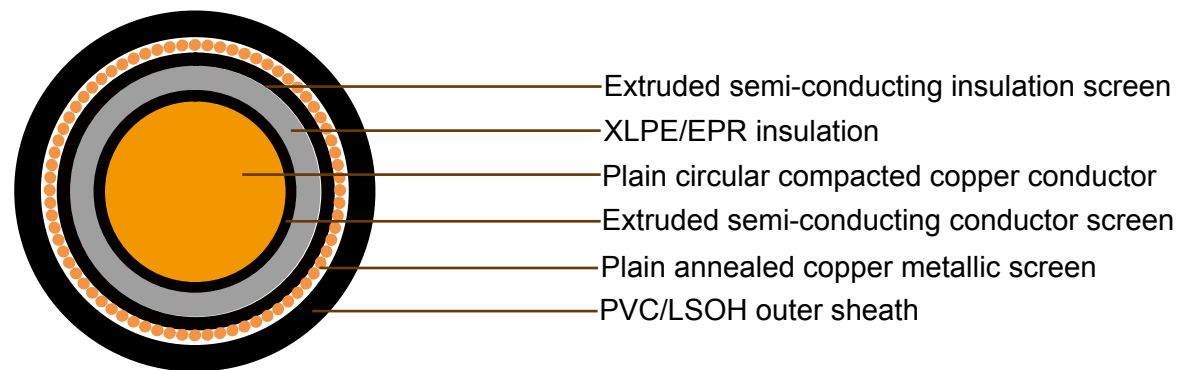 Extruded semi-conducting insulation screen
XLPE/EPR insulation
Plain circular compacted copper conductor
Extruded semi-conducting conductor screen
Plain annealed copper metallic screen
PVC/LSOH outer sheath